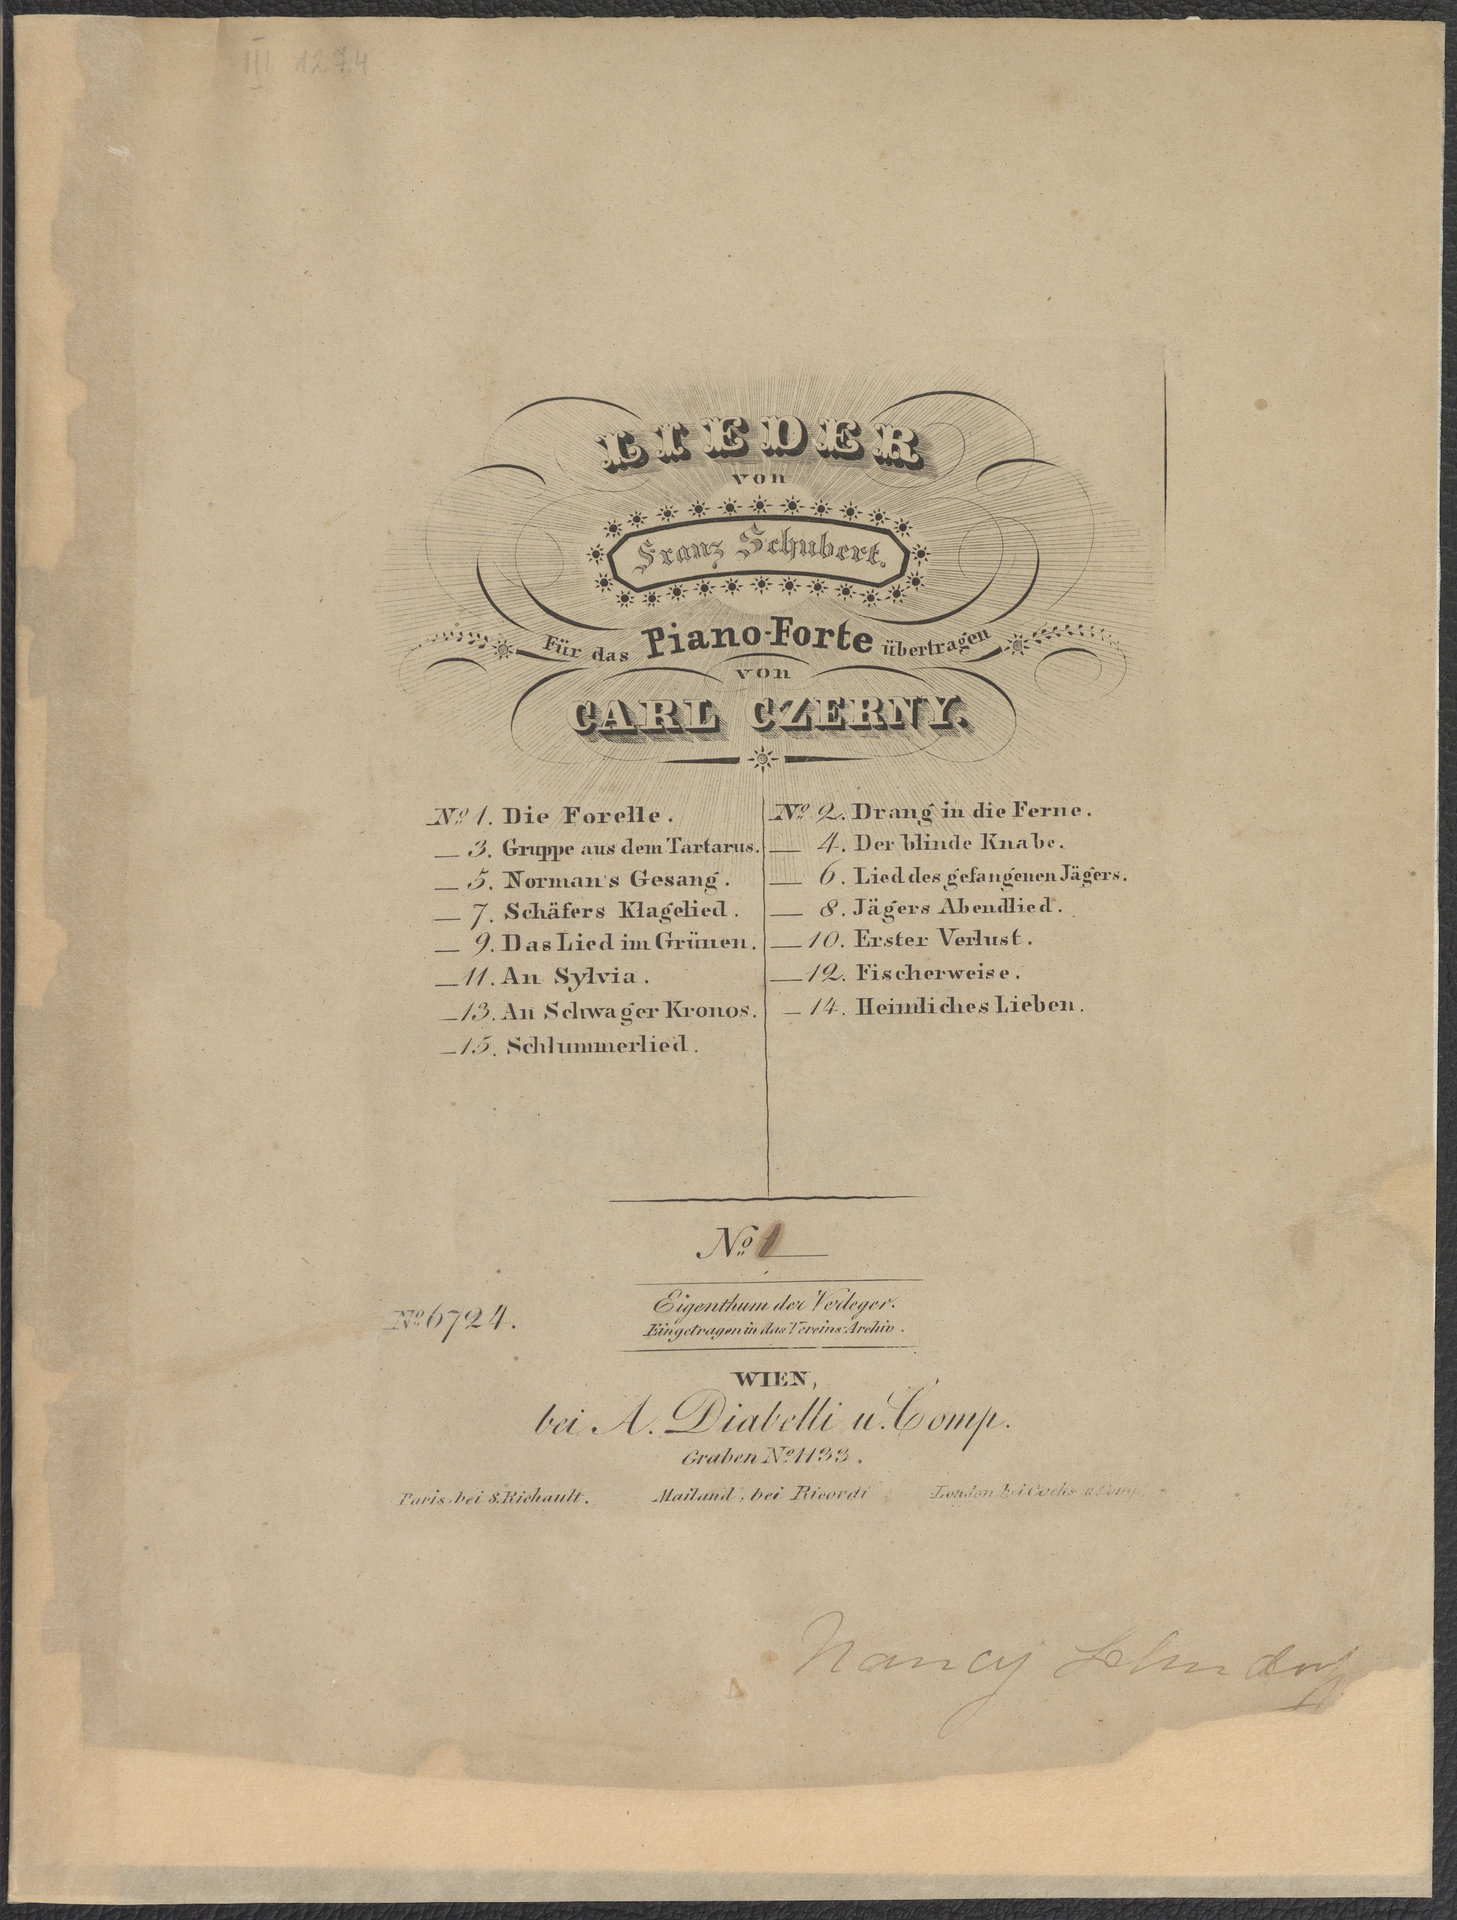 III 1274
LIEDER
von
Franz Schubert.
Für das Piano-Forte übertragen
von
CARL CZERNY.
No. 1. Die Forelle.
— 3. Gruppe aus dem Tartarus.
— 5. Norman's Gesang.
— 7. Schäfers Klagelied.
— 9. Das Lied im Grünen.
— 11. An Sylvia.
— 13. An Schwager Kronos.
— 15. Schlummerlied.
No. 2. Drang in die Ferne.
— 4. Der blinde Knabe.
— 6. Lied des gefangenen Jägers.
— 8. Jägers Abendlied.
— 10. Erster Verlust.
— 12. Fischerweise.
— 14. Heimliches Lieben.
No. 1
No. 6724.
Eigenthum der Verleger.
Eingetragen in das Vereins-Archiv.
WIEN,
bei A. Diabelli u. Comp.
Graben No. 1133.
Paris, bei S. Richault.
Mailand, bei Ricordi
London bei Cocks u. Comp.
Nancy